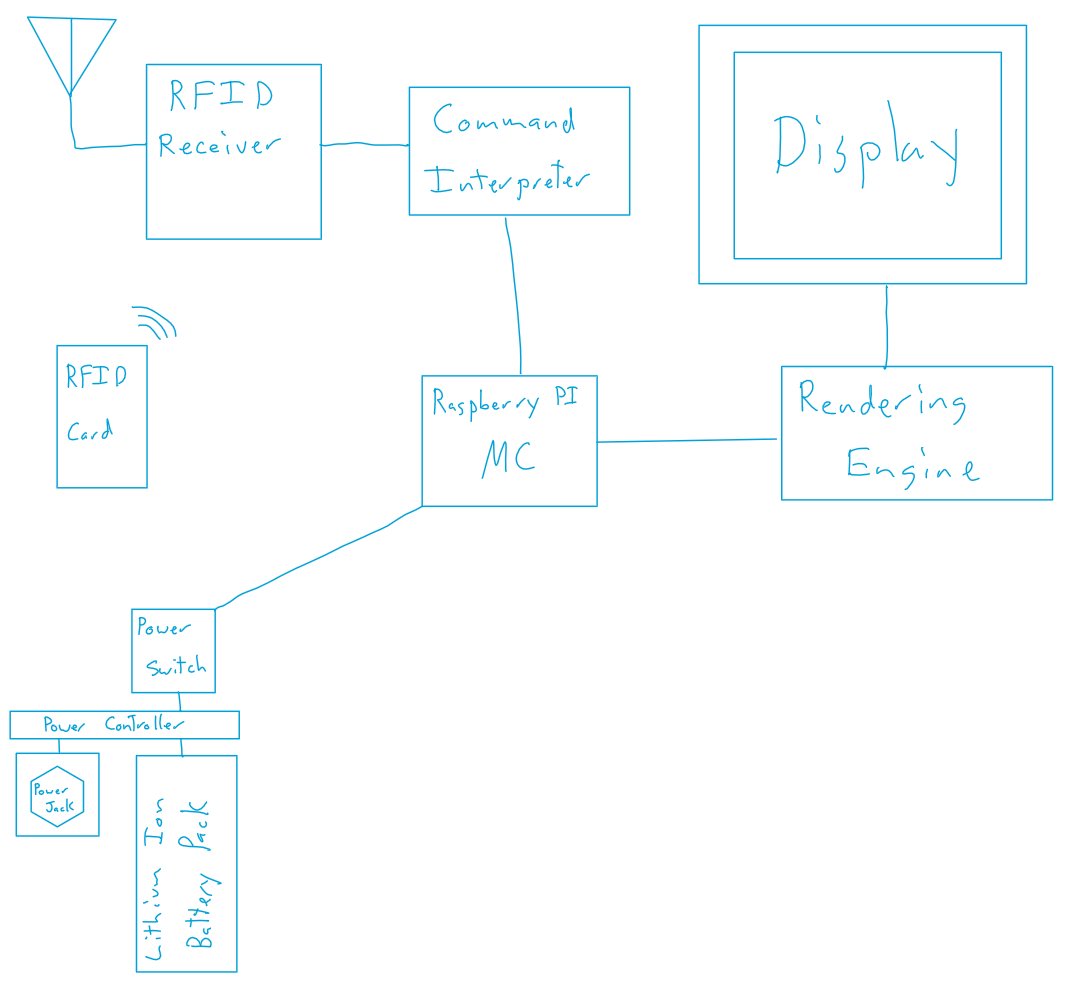 RFID
Receiver
Command
Interpreter
Display
RFID
Card
Raspberry PI
MC
Rendering
Engine
Power
Switch
Power Controller
Power
Jack
Lithium Ion
Battery Pack